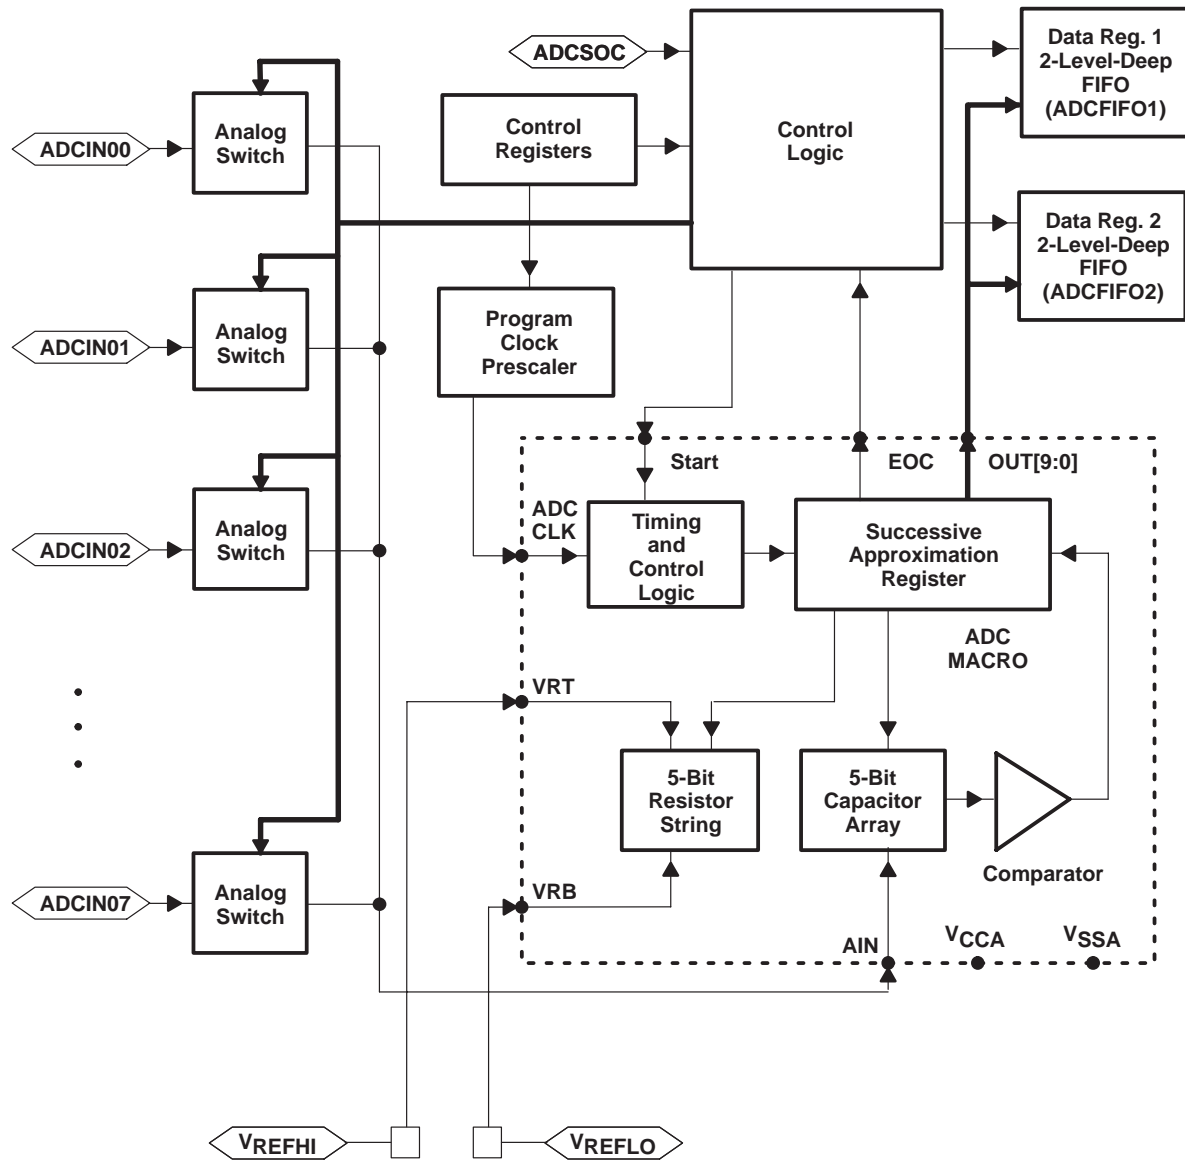 ADCSOC
Data Reg. 1
2-Level-Deep
FIFO
(ADCFIFO1)
ADCIN00
Analog
Switch
Control
Registers
Control
Logic
Data Reg. 2
2-Level-Deep
FIFO
(ADCFIFO2)
ADCIN01
Analog
Switch
Program
Clock
Prescaler
Start
EOC
OUT[9:0]
ADCIN02
Analog
Switch
ADC
CLK
Timing
and
Control
Logic
Successive
Approximation
Register
ADC
MACRO
VRT
5-Bit
Resistor
String
5-Bit
Capacitor
Array
Comparator
ADCIN07
Analog
Switch
VRB
AIN
VCCA
VSSA
VREFHI
VREFLO